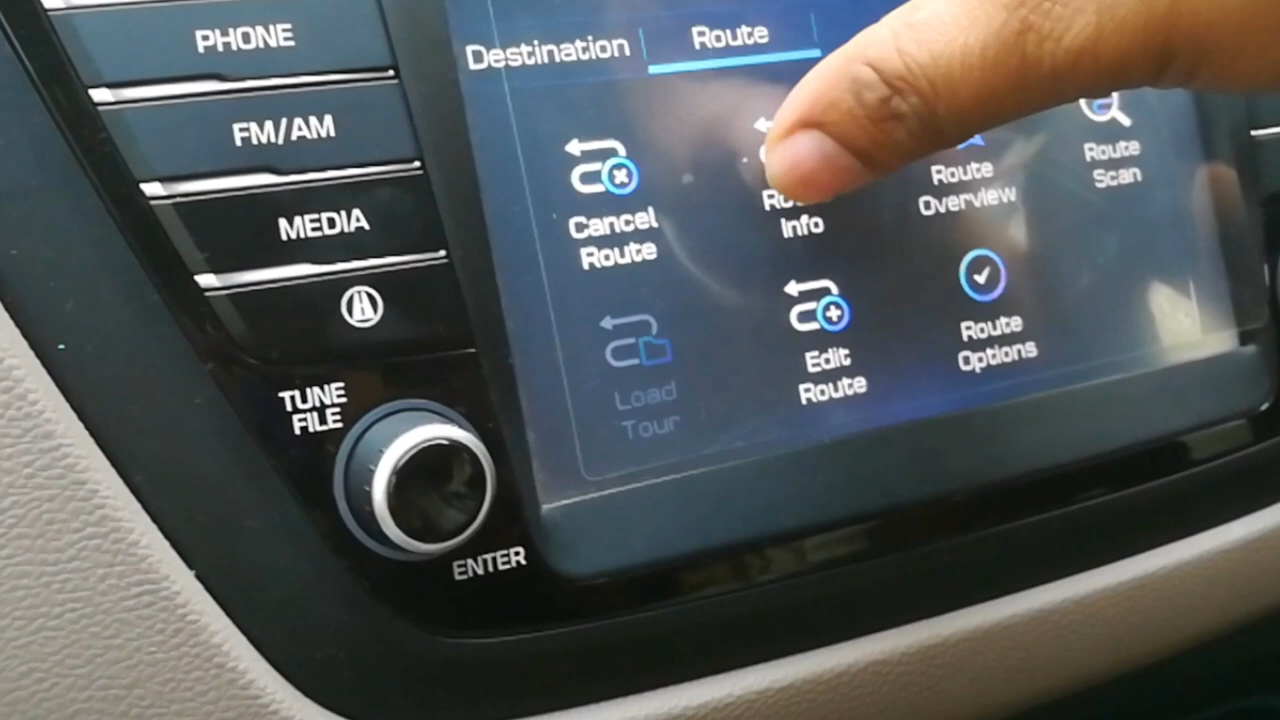 PHONE
FM/AM
MEDIA
TUNE
FILE
ENTER
Destination
Route
Cancel
Route
Info
Route
Overview
Route
Scan
Load
Tour
Edit
Route
Route
Options